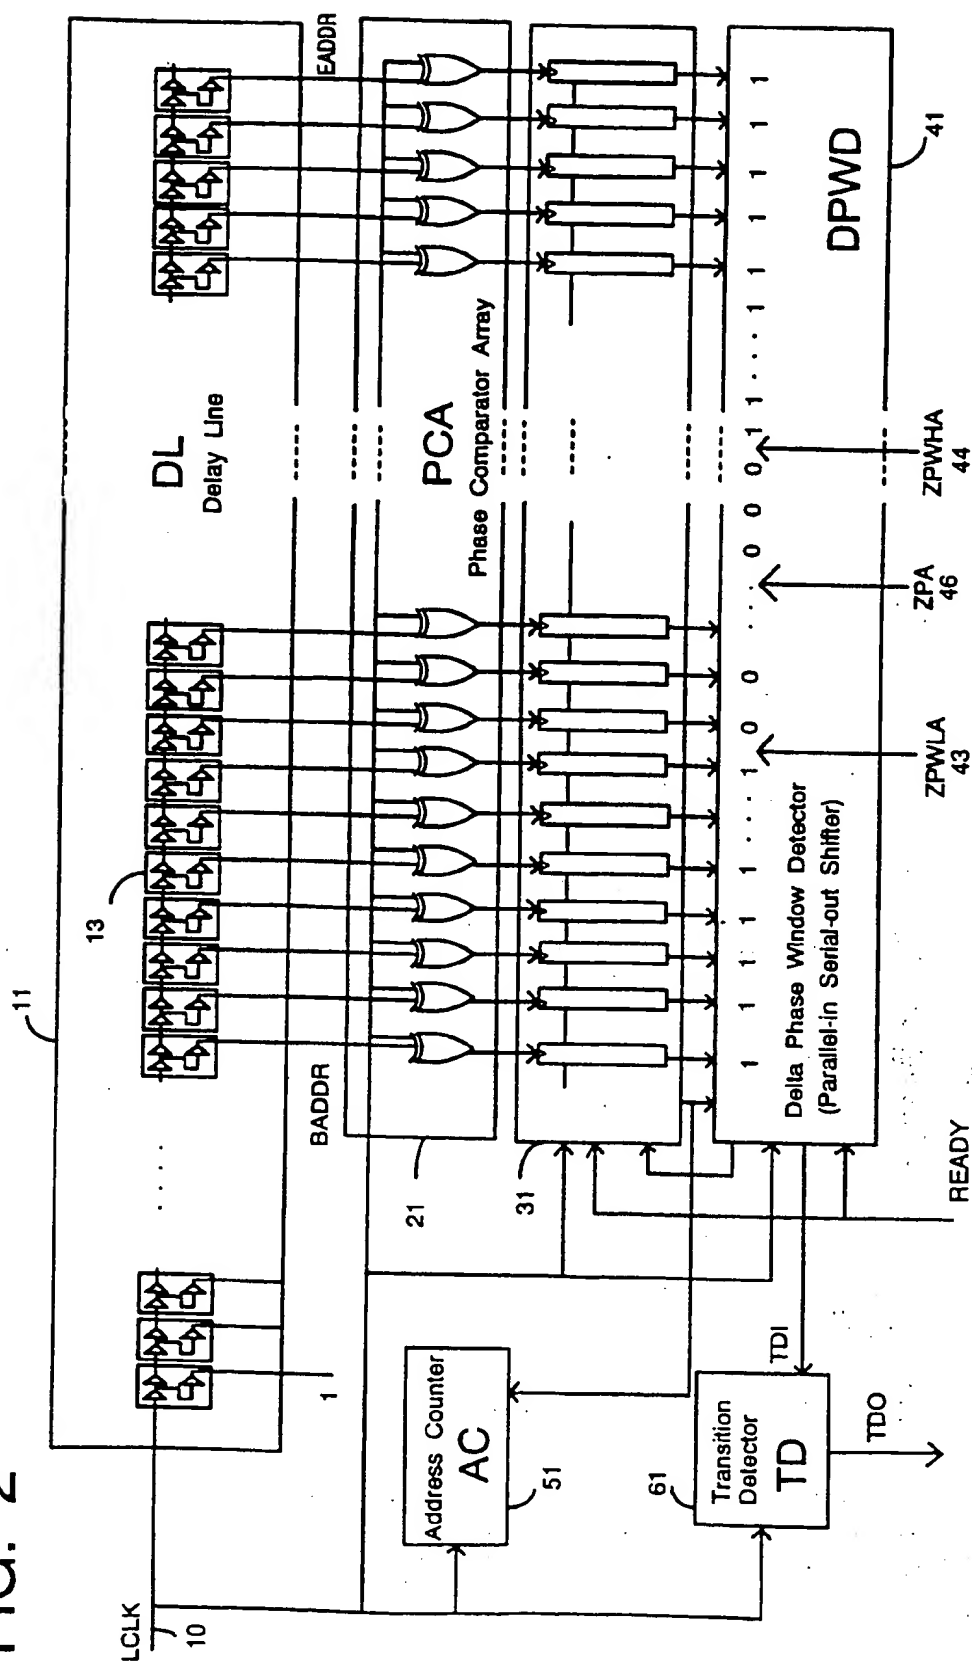 FIG. 2
LCLK
10
11
13
DL
Delay Line
1
BADDR
EADDR
21
PCA
Phase Comparator Array
31
Address Counter
AC
51
61
Transition
Detector
TD
TDI
TDO
READY
1 1 1 1 1 .... 1 0 0 ... 0 0 0 1 1 .... 1 1 1 1 1 1
Delta Phase Window Detector
(Parallel-in Serial-out Shifter)
DPWD
41
ZPWLA
43
ZPA
46
ZPWHA
44